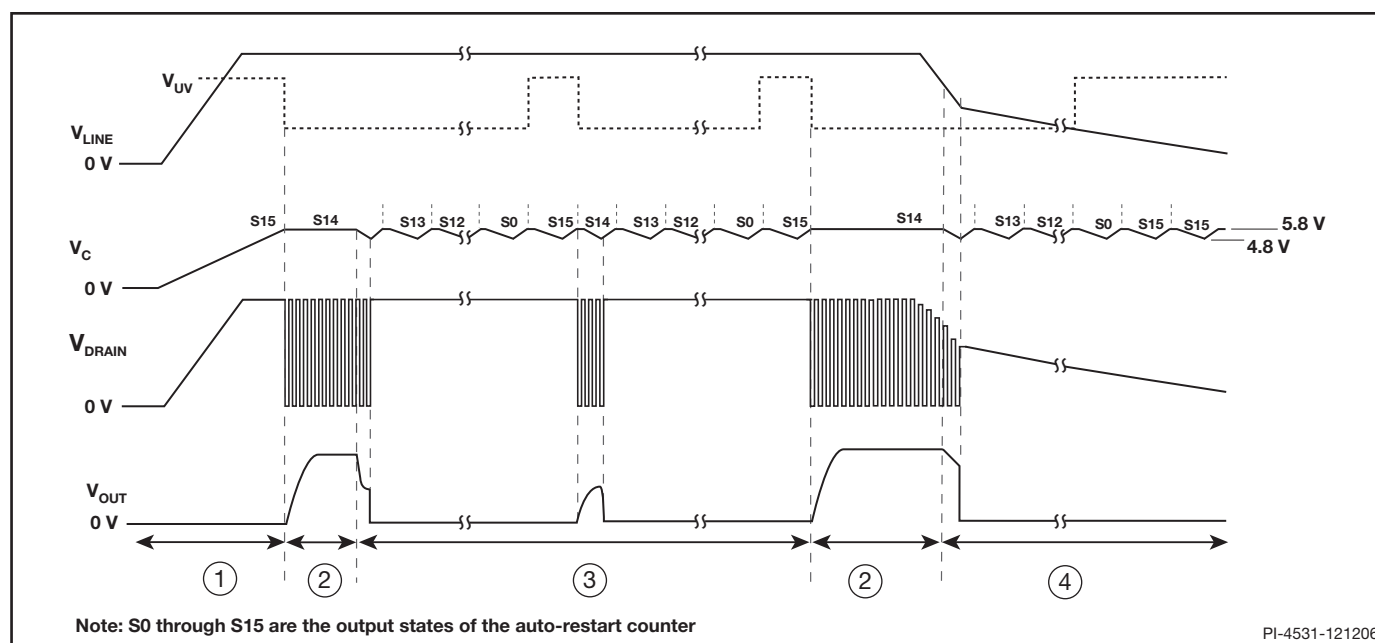 V_UV
V_LINE
0 V
S15 S14 S13 S12 S0 S15 S14 S13 S12 S0 S15 S14 S13 S12 S0 S15 S15
5.8 V
4.8 V
V_C
0 V
V_DRAIN
0 V
V_OUT
0 V
1 2 3 2 4
Note: S0 through S15 are the output states of the auto-restart counter
PI-4531-121206